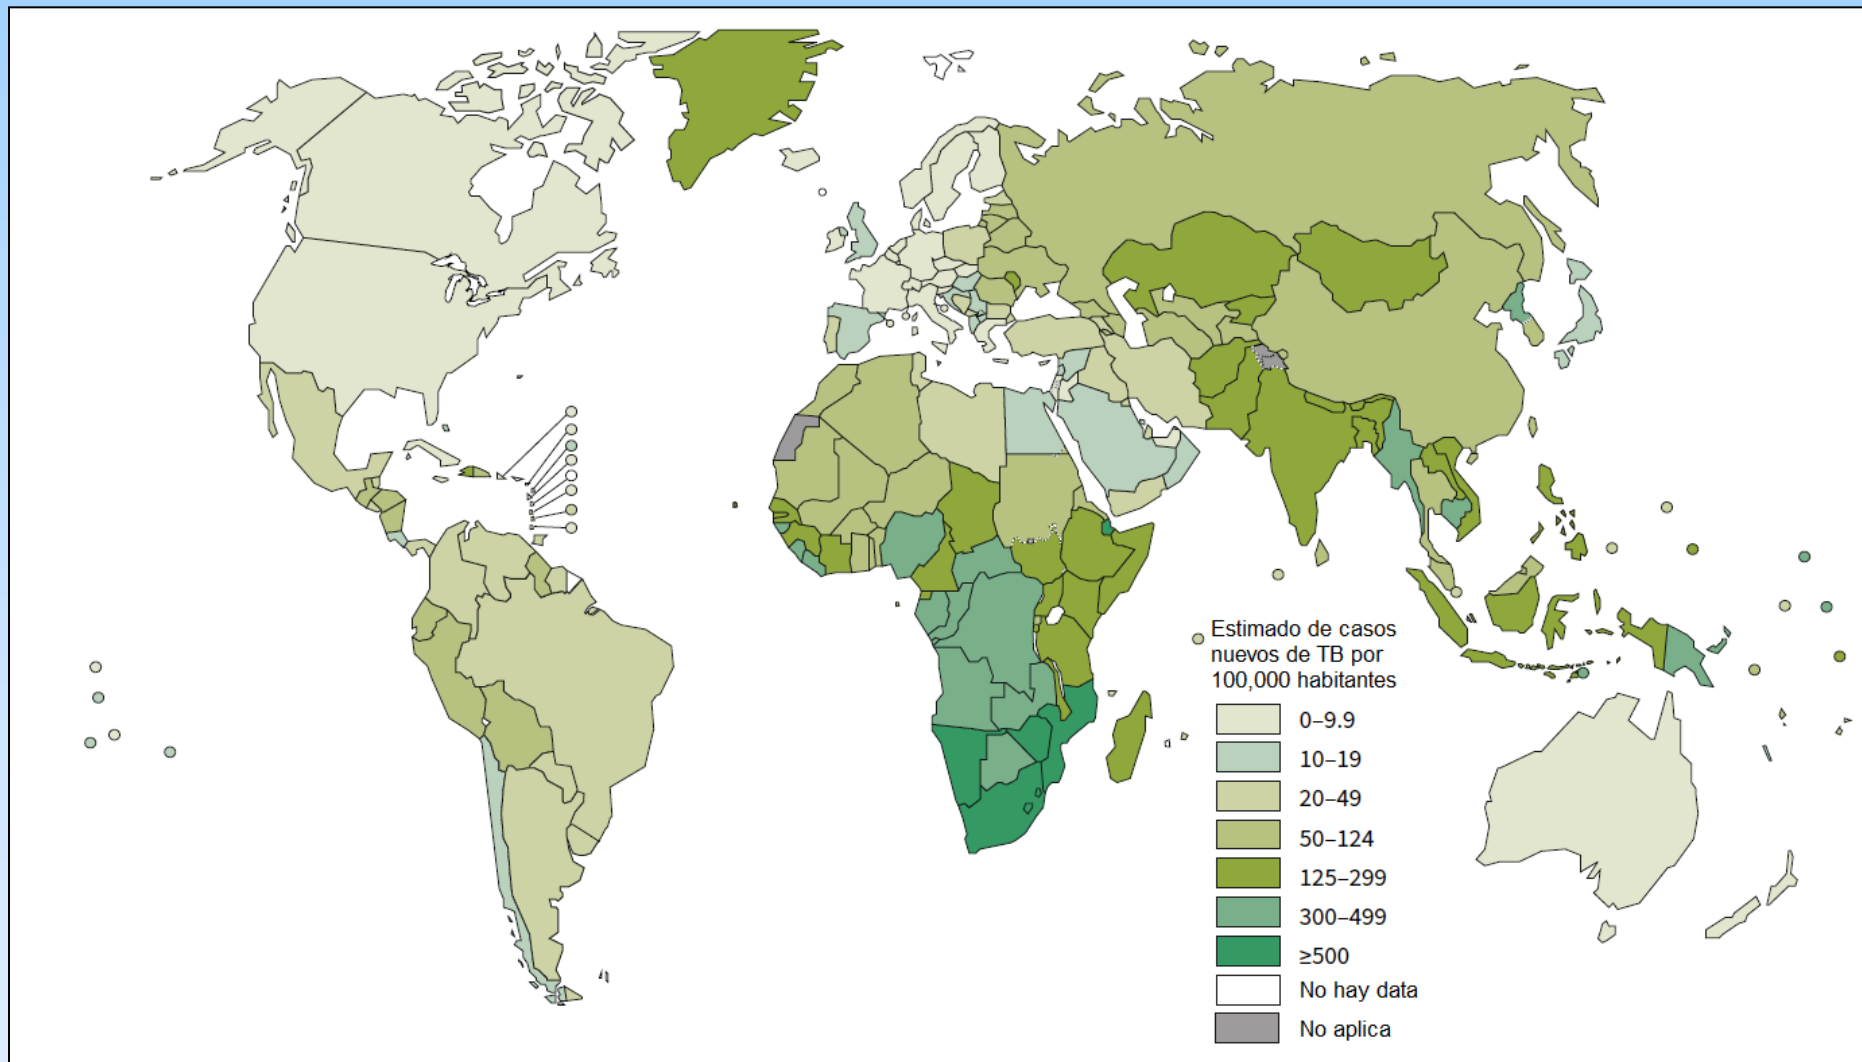 Estimado de casos
nuevos de TB por
100,000 habitantes
0–9.9
10–19
20–49
50–124
125–299
300–499
≥500
No hay data
No aplica